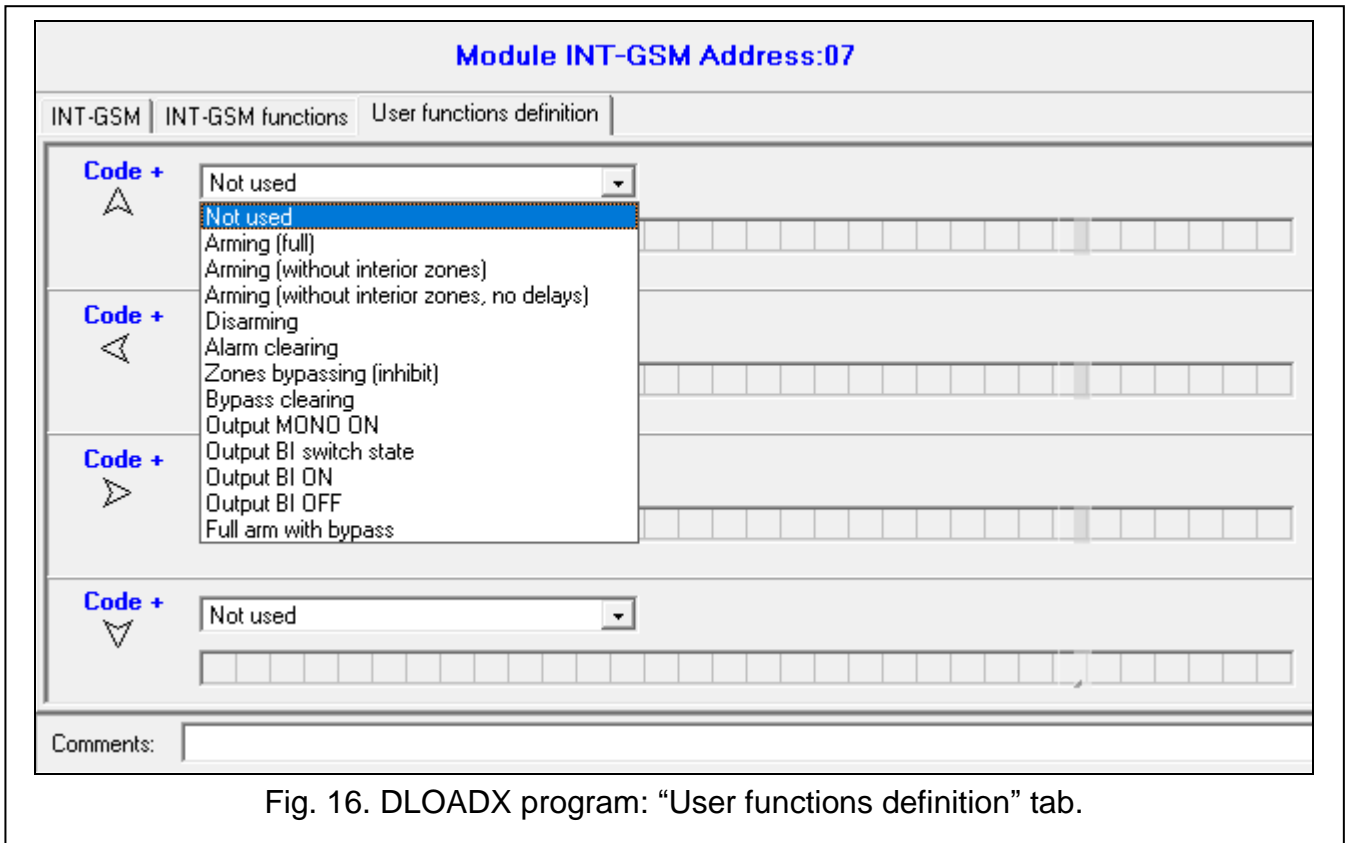 Module INT-GSM Address:07
INT-GSM INT-GSM functions User functions definition
Code +
Not used
Not used
Arming (full)
Arming (without interior zones)
Arming (without interior zones, no delays)
Disarming
Alarm clearing
Zones bypassing (inhibit)
Bypass clearing
Output MONO ON
Output BI switch state
Output BI ON
Output BI OFF
Full arm with bypass
Code +
Code +
Code +
Not used
Comments:
Fig. 16. DLOADX program: “User functions definition” tab.